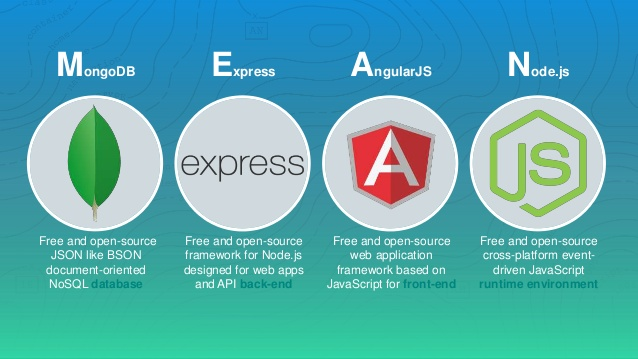 MongoDB
Express
AngularJS
Node.js
express
A
JS
Free and open-source
JSON like BSON
document-oriented
NoSQL database
Free and open-source
framework for Node.js
designed for web apps
and API back-end
Free and open-source
web application
framework based on
JavaScript for front-end
Free and open-source
cross-platform event-
driven JavaScript
runtime environment